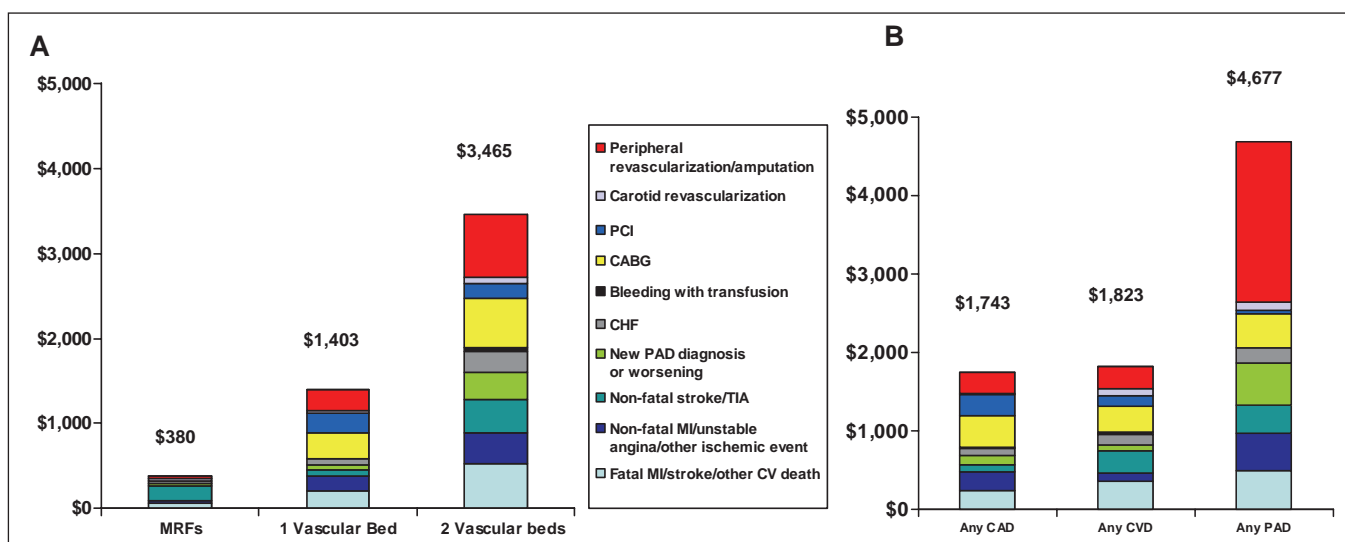 A
$5,000
$4,000
$3,000
$2,000
$1,000
$0
$380
$1,403
$3,465
MRFs
1 Vascular Bed
2 Vascular beds
Peripheral
revascularization/amputation
Carotid revascularization
PCI
CABG
Bleeding with transfusion
CHF
New PAD diagnosis
or worsening
Non-fatal stroke/TIA
Non-fatal MI/unstable
angina/other ischemic event
Fatal MI/stroke/other CV death
B
$5,000
$4,000
$3,000
$2,000
$1,000
$0
$1,743
$1,823
$4,677
Any CAD
Any CVD
Any PAD